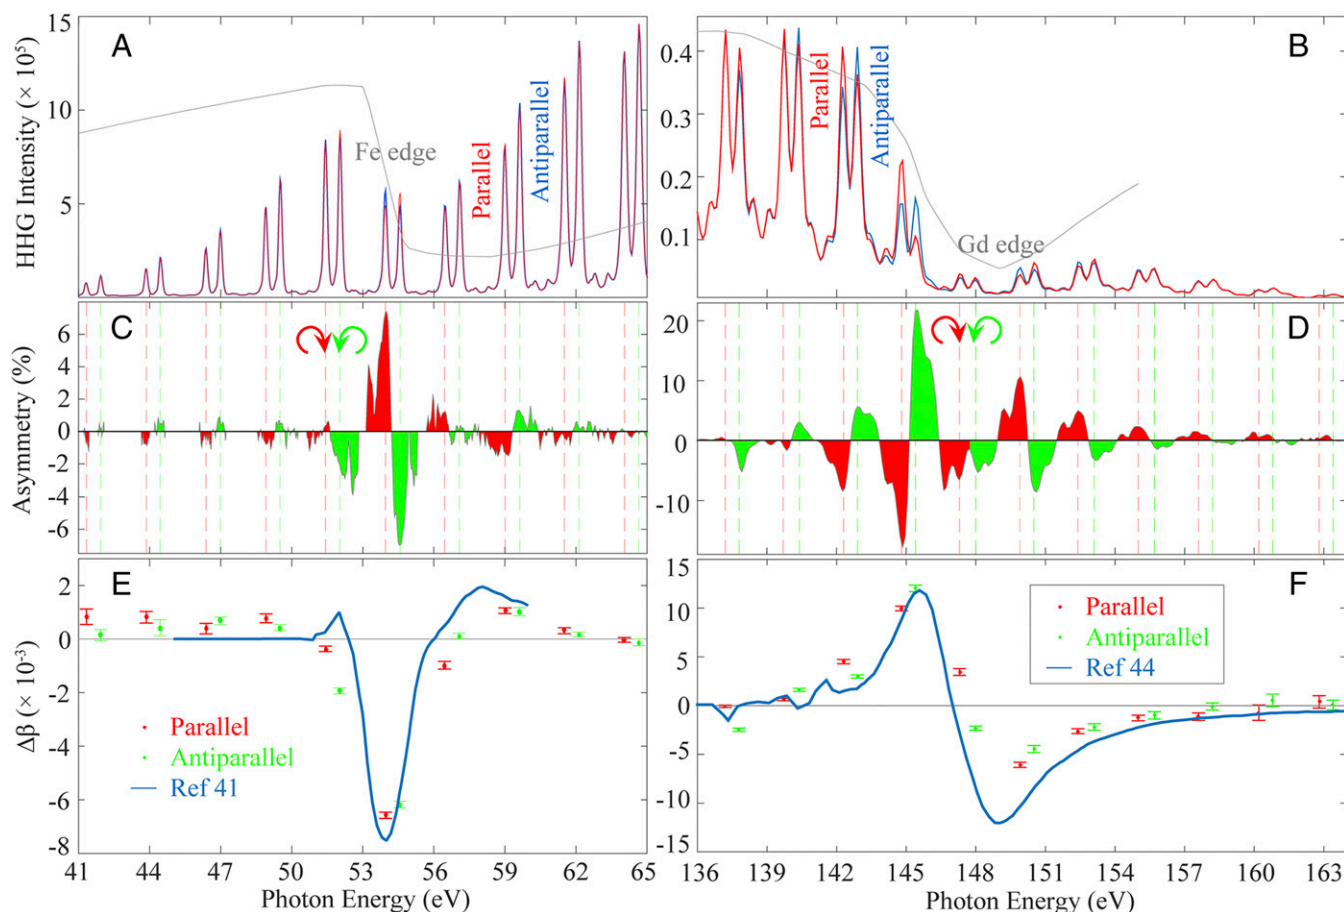 A
HHG Intensity (× 10⁵)
15
10
5
Fe edge
Parallel
Antiparallel
B
0.4
0.3
0.2
0.1
Parallel
Antiparallel
Gd edge
C
Asymmetry (%)
6
4
2
0
-2
-4
-6
D
20
10
0
-10
E
Δβ (× 10⁻³)
2
0
-2
-4
-6
-8
Parallel
Antiparallel
Ref 41
41 44 47 50 53 56 59 62 65
Photon Energy (eV)
F
15
10
5
0
-5
-10
-15
Parallel
Antiparallel
Ref 44
136 139 142 145 148 151 154 157 160 163
Photon Energy (eV)